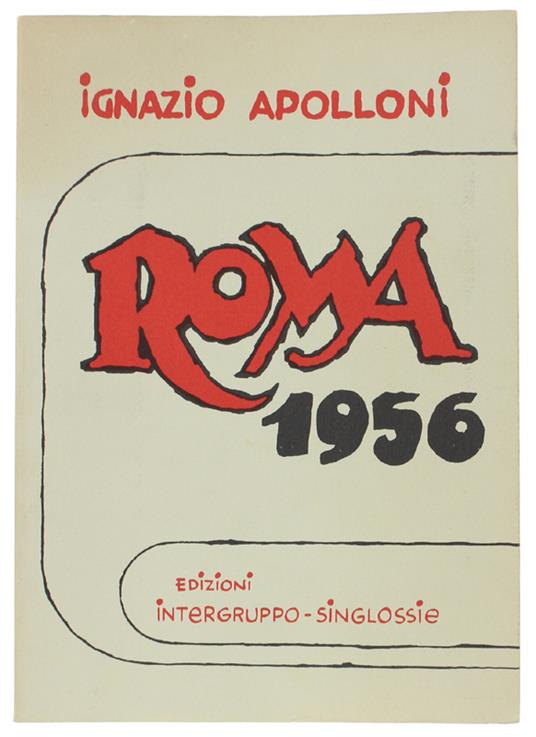 IGNAZIO APOLLONI
ROMA
1956
EDIZIONI
INTERGRUPPO-SINGLOSSIE